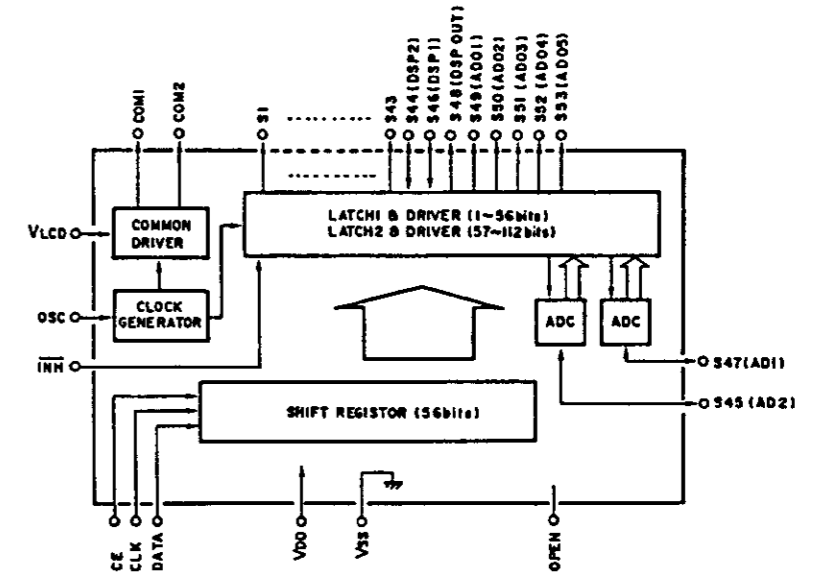 COM1
COM2
S1
S43
S44(DSP2)
S46(DSP1)
S48(DSP OUT)
S49(ADO1)
S50(ADO2)
S51(ADO3)
S52(ADO4)
S53(ADO5)
VLCD
COMMON
DRIVER
LATCH1 & DRIVER (1~56bits)
LATCH2 & DRIVER (57~112bits)
OSC
CLOCK
GENERATOR
ADC
ADC
INH
S47(AD1)
S45(AD2)
SHIFT REGISTOR (56bits)
CE
CLK
DATA
VDD
VSS
OPEN